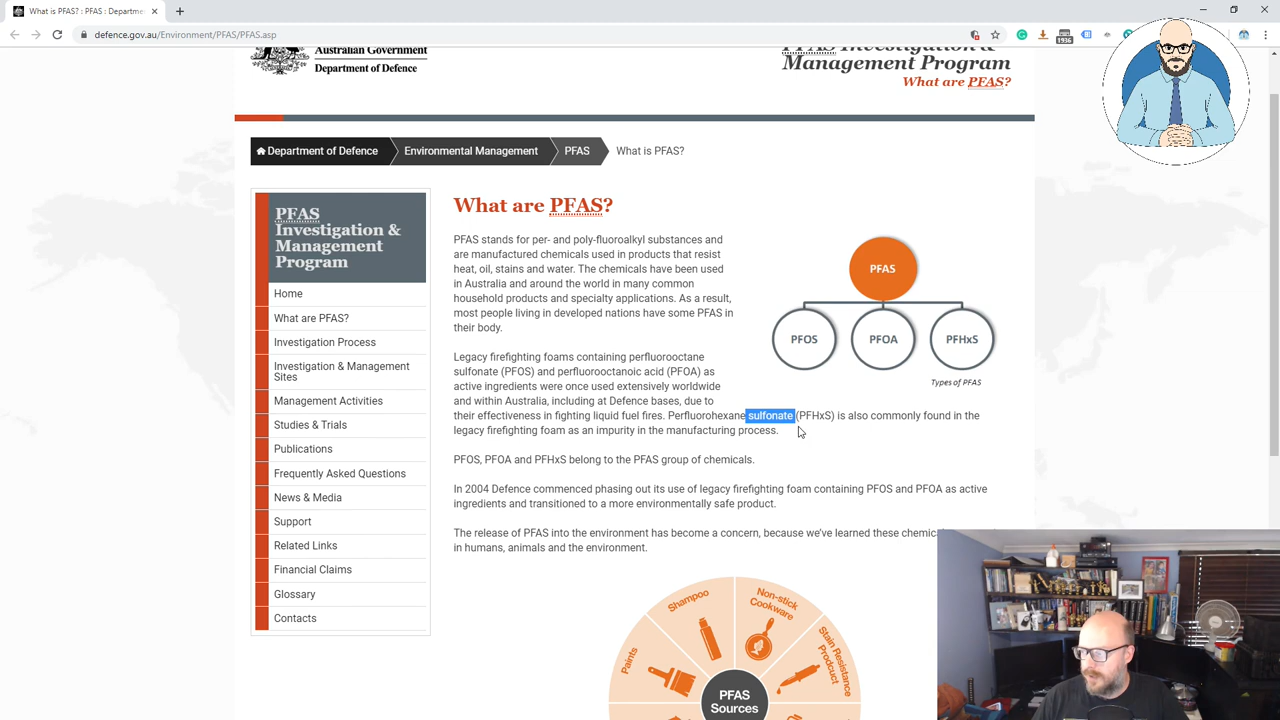 What is PFAS? : PFAS : Departme
defence.gov.au/Environment/PFAS/PFAS.asp
1936
Australian Government
Department of Defence
PFAS Investigation &
Management Program
What are PFAS?
Department of Defence
Environmental Management
PFAS
What is PFAS?
PFAS
Investigation &
Management
Program
Home
What are PFAS?
Investigation Process
Investigation & Management
Sites
Management Activities
Studies & Trials
Publications
Frequently Asked Questions
News & Media
Support
Related Links
Financial Claims
Glossary
Contacts
What are PFAS?
PFAS stands for per- and poly-fluoroalkyl substances and
are manufactured chemicals used in products that resist
heat, oil, stains and water. The chemicals have been used
in Australia and around the world in many common
household products and specialty applications. As a result,
most people living in developed nations have some PFAS in
their body.
PFAS
PFOS
PFOA
PFHxS
Types of PFAS
Legacy firefighting foams containing perfluorooctane
sulfonate (PFOS) and perfluorooctanoic acid (PFOA) as
active ingredients were once used extensively worldwide
and within Australia, including at Defence bases, due to
their effectiveness in fighting liquid fuel fires. Perfluorohexane sulfonate (PFHxS) is also commonly found in the
legacy firefighting foam as an impurity in the manufacturing process.
PFOS, PFOA and PFHxS belong to the PFAS group of chemicals.
In 2004 Defence commenced phasing out its use of legacy firefighting foam containing PFOS and PFOA as active
ingredients and transitioned to a more environmentally safe product.
The release of PFAS into the environment has become a concern, because we've learned these chemic
in humans, animals and the environment.
Shampoo
Non-stick
Cookware
Paints
Stain Resistance
Product
PFAS
Sources